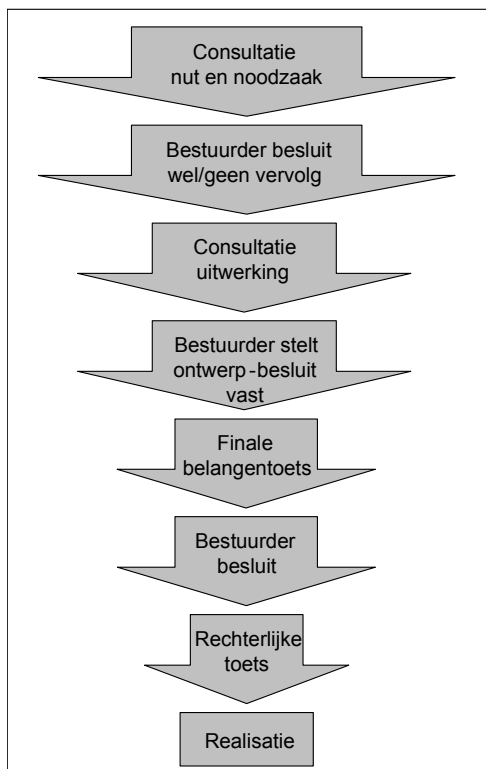 Consultatie
nut en noodzaak
Bestuurder besluit
wel/geen vervolg
Consultatie
uitwerking
Bestuurder stelt
ontwerp-besluit
vast
Finale
belangentoets
Bestuurder
besluit
Rechterlijke
toets
Realisatie